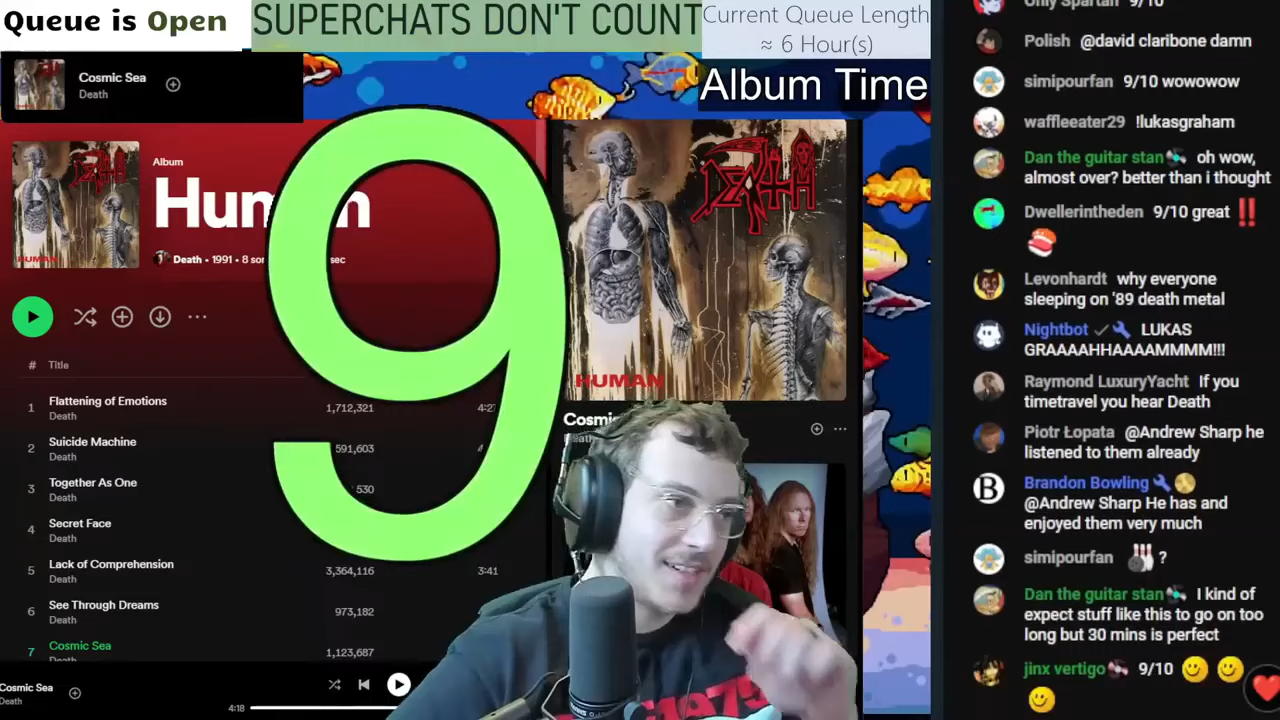 Queue is Open
SUPERCHATS DON'T COUNT
Current Queue Length
≈ 6 Hour(s)
Album Time
Cosmic Sea
Death
Album
Human
Death • 1991 • 8
sec
DEATH
HUMAN
# Title
1 Flattening of Emotions 1,712,321
Death
2 Suicide Machine 591,603
Death
3 Together As One 530
Death
4 Secret Face
Death
5 Lack of Comprehension 3,364,116 3:41
Death
6 See Through Dreams 973,182
Death
7 Cosmic Sea 1,123,687
Death
9
Cosmic Sea
Death
4:18
1979
9/10
Polish @david claribone damn
simipourfan 9/10 wowowow
waffleeater29 !lukasgraham
Dan the guitar stan oh wow,
almost over? better than i thought
Dwellerintheden 9/10 great ‼️
Levonhardt why everyone
sleeping on '89 death metal
Nightbot LUKAS
GRAAAAHHAAAAMMMM!!!
Raymond LuxuryYacht If you
timetravel you hear Death
Piotr Łopata @Andrew Sharp he
listened to them already
B Brandon Bowling
@Andrew Sharp He has and
enjoyed them very much
simipourfan ?
Dan the guitar stan I kind of
expect stuff like this to go on too
long but 30 mins is perfect
jinx vertigo 9/10